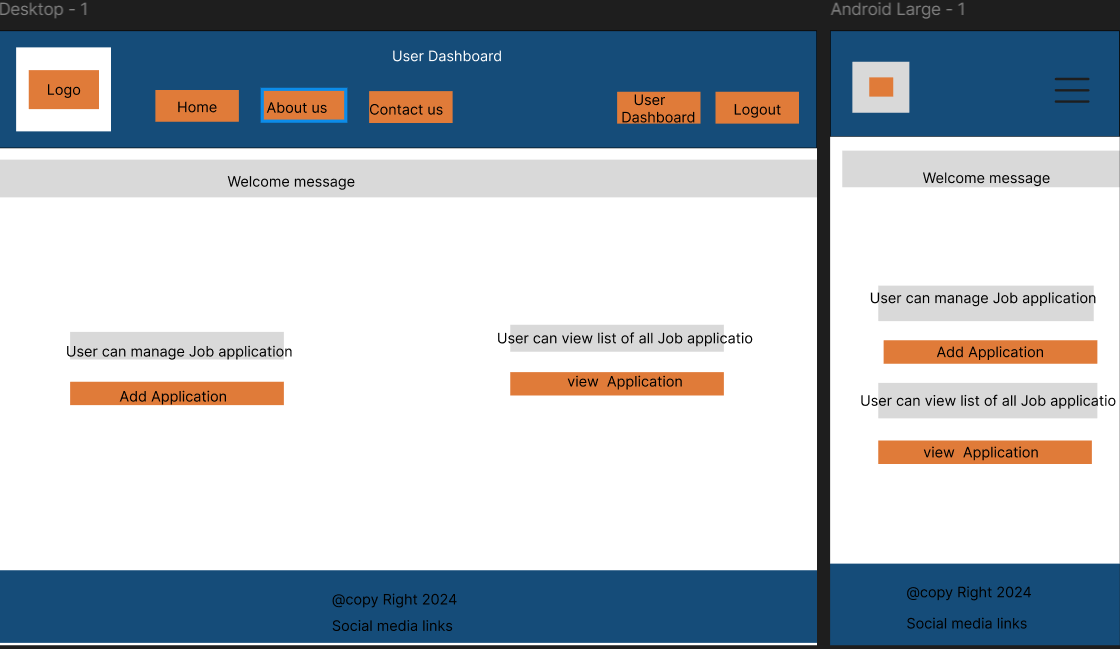 Desktop - 1
User Dashboard
Logo
Home
About us
Contact us
User
Dashboard
Logout
Welcome message
User can manage Job application
Add Application
User can view list of all Job applicatio
view  Application
@copy Right 2024
Social media links
Android Large - 1
Welcome message
User can manage Job application
Add Application
User can view list of all Job applicatio
view  Application
@copy Right 2024
Social media links